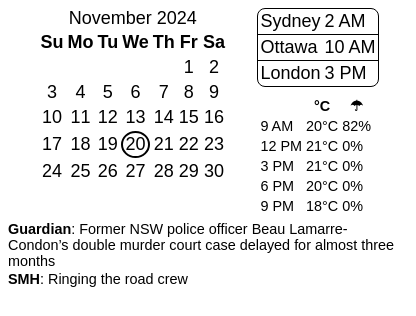 November 2024
Su Mo Tu We Th Fr Sa
1 2
3 4 5 6 7 8 9
10 11 12 13 14 15 16
17 18 19 20 21 22 23
24 25 26 27 28 29 30
Sydney 2 AM
Ottawa 10 AM
London 3 PM
°C ☂
9 AM 20°C 82%
12 PM 21°C 0%
3 PM 21°C 0%
6 PM 20°C 0%
9 PM 18°C 0%
Guardian: Former NSW police officer Beau Lamarre-
Condon’s double murder court case delayed for almost three
months
SMH: Ringing the road crew